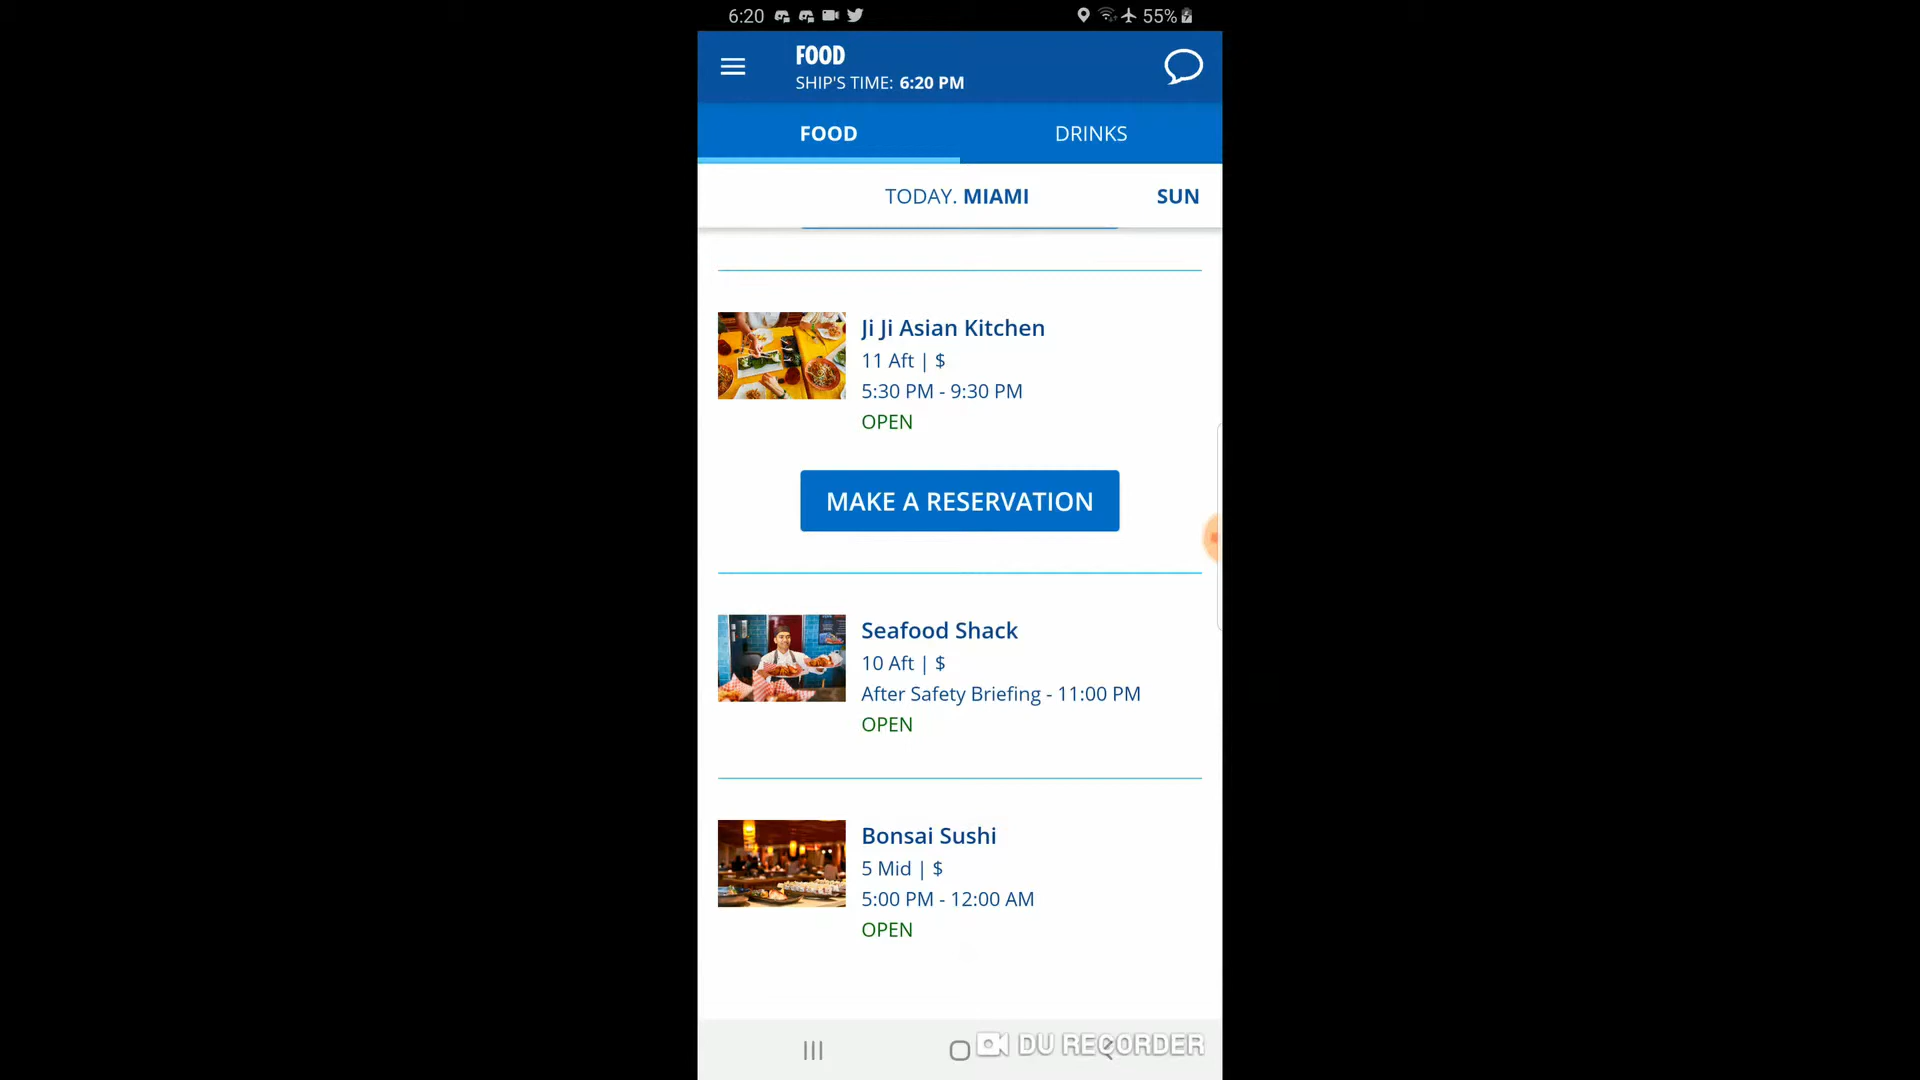 6:20
55%
FOOD
SHIP'S TIME: 6:20 PM
FOOD
DRINKS
TODAY. MIAMI
SUN
Ji Ji Asian Kitchen
11 Aft | $
5:30 PM - 9:30 PM
OPEN
MAKE A RESERVATION
Seafood Shack
10 Aft | $
After Safety Briefing - 11:00 PM
OPEN
Bonsai Sushi
5 Mid | $
5:00 PM - 12:00 AM
OPEN
DU RECORDER